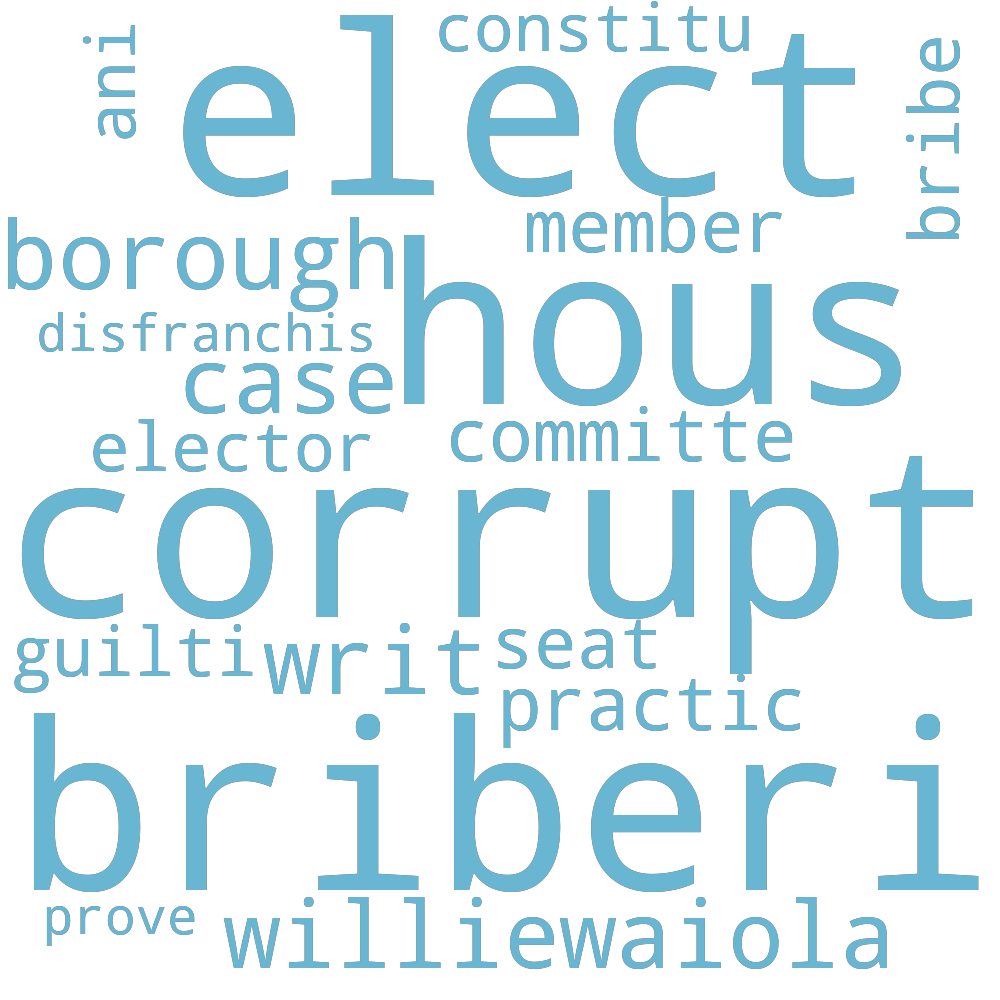 constitu
ani
elect
bribe
member
borough
hous
disfranchis
case
committe
elector
corrupt
seat
guilti
writ
practic
briberi
prove
williewaiola